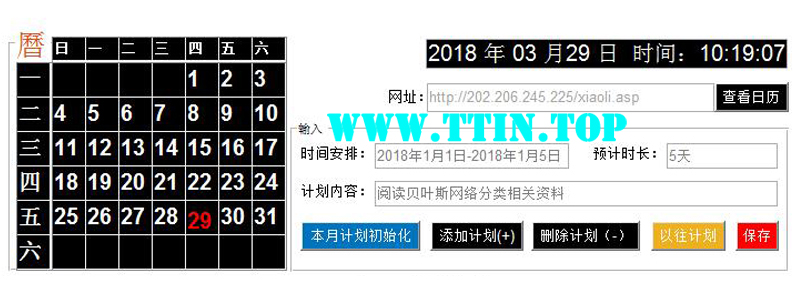 曆 日 一 二 三 四 五 六
一 1 2 3
二 4 5 6 7 8 9 10
三 11 12 13 14 15 16 17
四 18 19 20 21 22 23 24
五 25 26 27 28 29 30 31
六
2018 年 03 月29 日 时间：10:19:07
网址：http://202.206.245.225/xiaoli.asp 查看日历
WWW.TTIN.TOP
输入
时间安排：2018年1月1日-2018年1月5日 预计时长：5天
计划内容：阅读贝叶斯网络分类相关资料
本月计划初始化 添加计划(+) 删除计划（-） 以往计划 保存